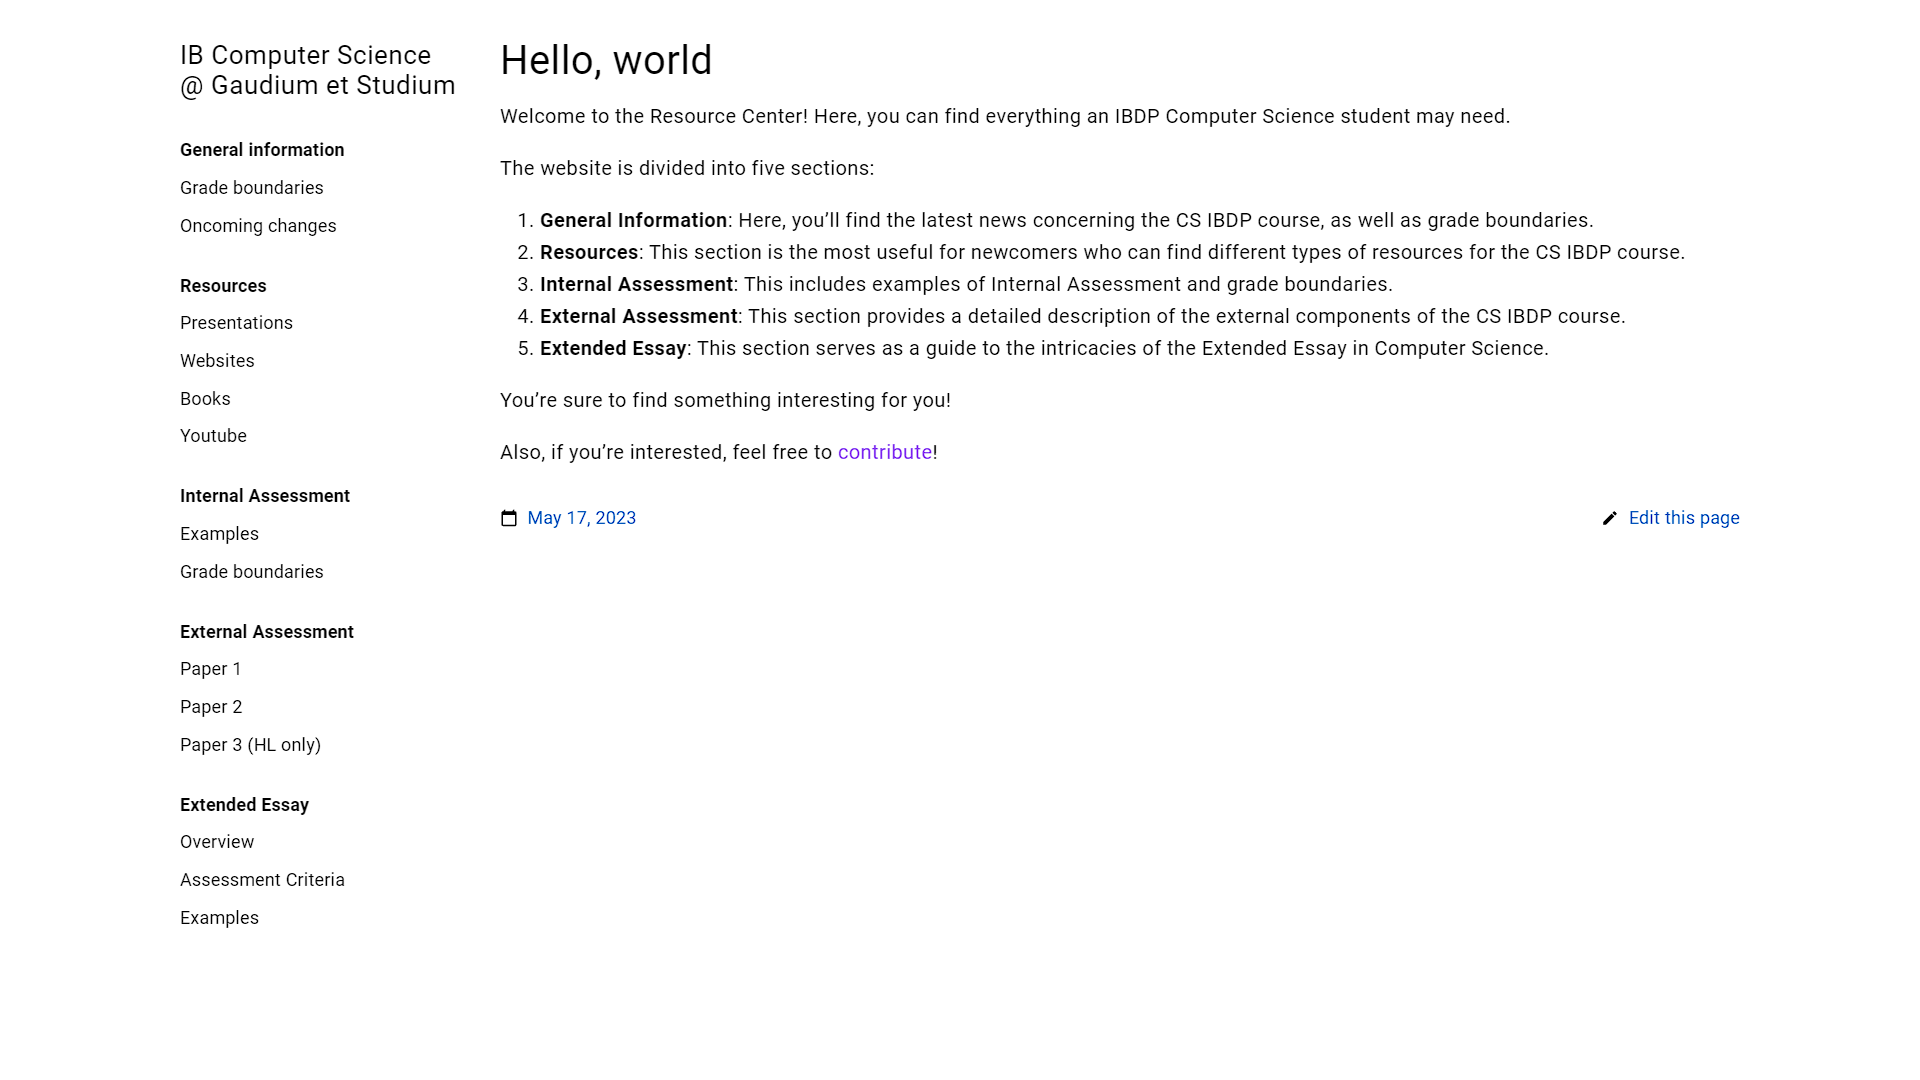 IB Computer Science
@ Gaudium et Studium
General information
Grade boundaries
Oncoming changes
Resources
Presentations
Websites
Books
Youtube
Internal Assessment
Examples
Grade boundaries
External Assessment
Paper 1
Paper 2
Paper 3 (HL only)
Extended Essay
Overview
Assessment Criteria
Examples
Hello, world
Welcome to the Resource Center! Here, you can find everything an IBDP Computer Science student may need.
The website is divided into five sections:
1. General Information: Here, you’ll find the latest news concerning the CS IBDP course, as well as grade boundaries.
2. Resources: This section is the most useful for newcomers who can find different types of resources for the CS IBDP course.
3. Internal Assessment: This includes examples of Internal Assessment and grade boundaries.
4. External Assessment: This section provides a detailed description of the external components of the CS IBDP course.
5. Extended Essay: This section serves as a guide to the intricacies of the Extended Essay in Computer Science.
You’re sure to find something interesting for you!
Also, if you’re interested, feel free to contribute!
May 17, 2023
Edit this page